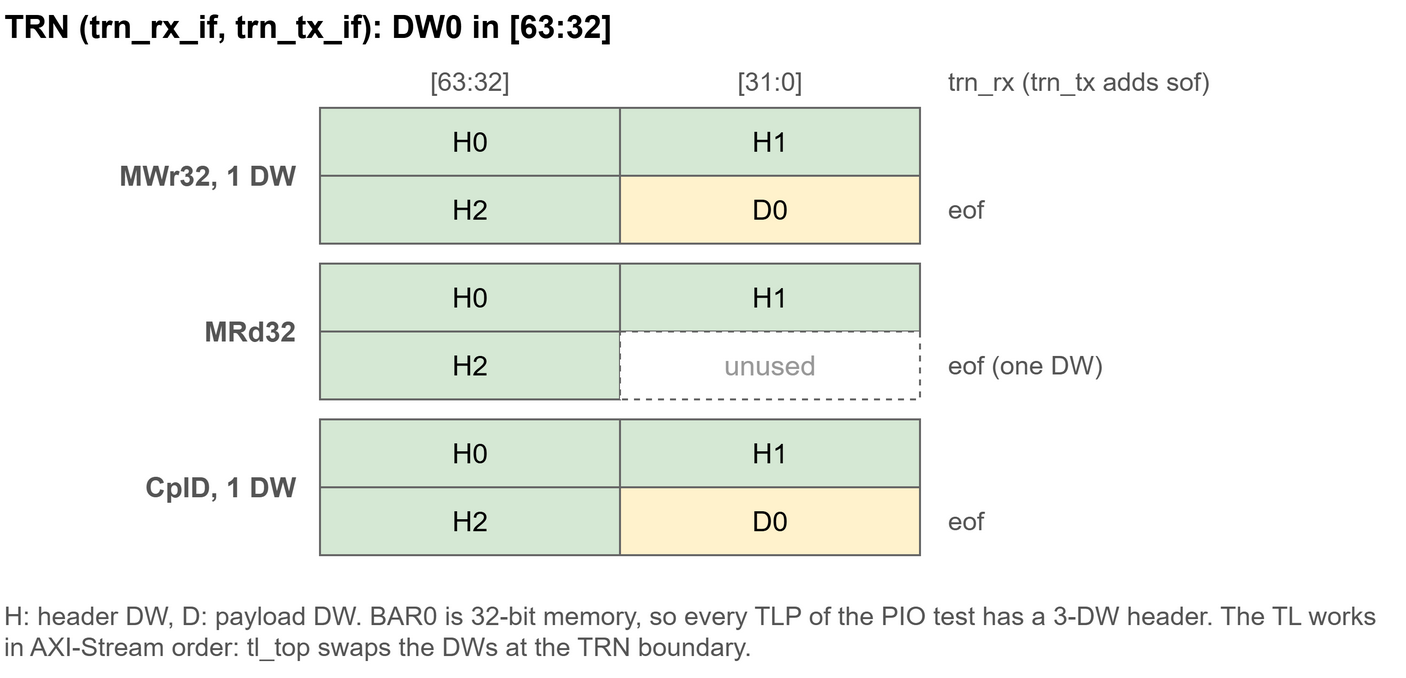 TRN (trn_rx_if, trn_tx_if): DW0 in [63:32]
[63:32] [31:0] trn_rx (trn_tx adds sof)
H0 H1
MWr32, 1 DW
H2 D0 eof
H0 H1
MRd32
H2 unused eof (one DW)
H0 H1
CplD, 1 DW
H2 D0 eof
H: header DW, D: payload DW. BAR0 is 32-bit memory, so every TLP of the PIO test has a 3-DW header. The TL works
in AXI-Stream order: tl_top swaps the DWs at the TRN boundary.